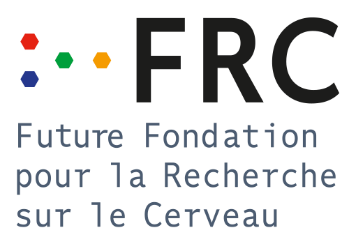 FRC
Future Fondation
pour la Recherche
sur le Cerveau